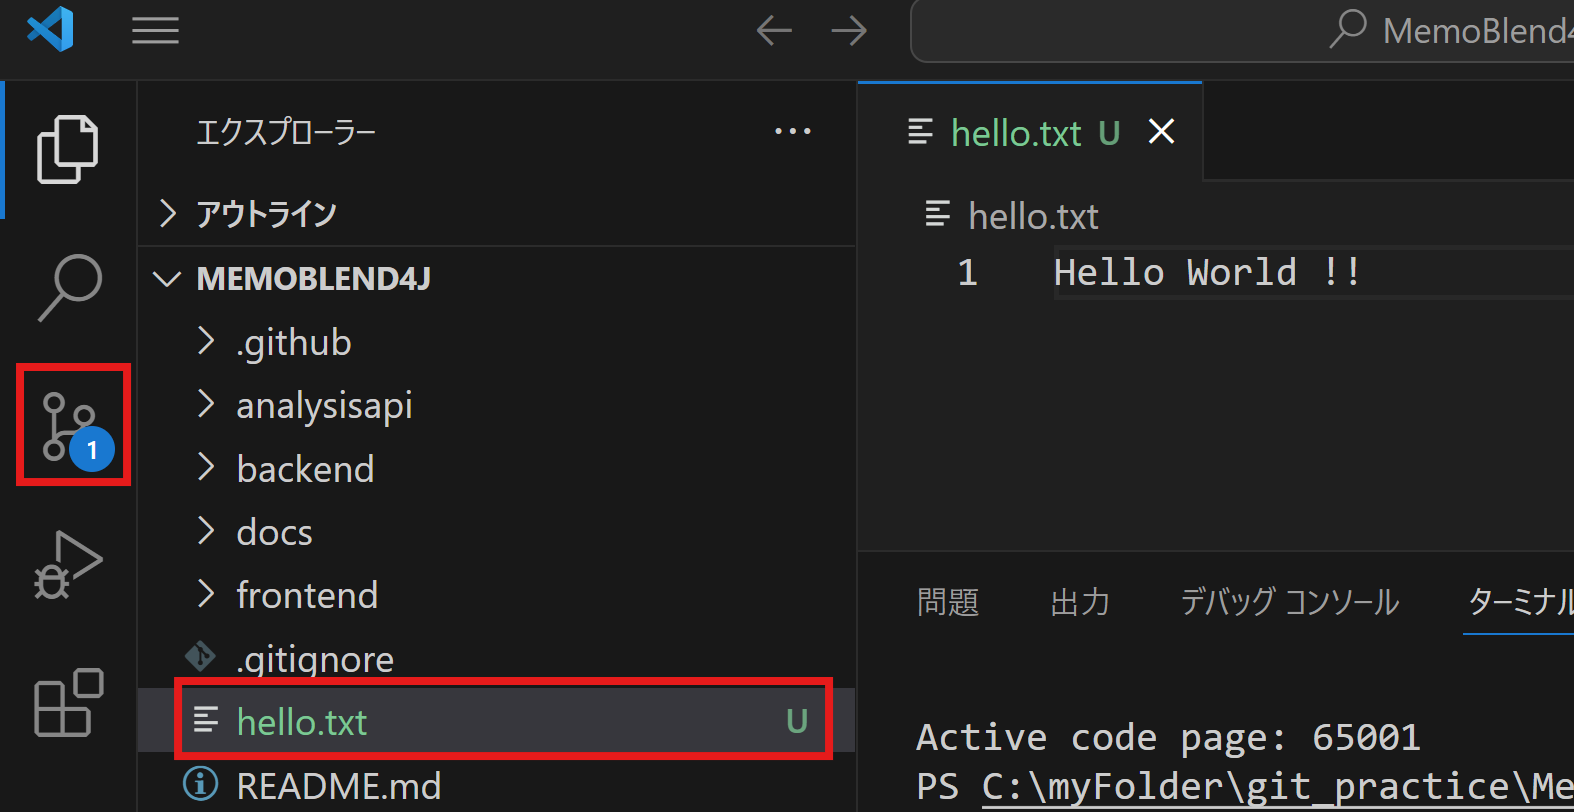 MemoBlend4
エクスプローラー
···
アウトライン
MEMOBLEND4J
.github
analysisapi
1
backend
docs
frontend
.gitignore
hello.txt U
README.md
hello.txt U
hello.txt
1 Hello World !!
問題 出力 デバッグ コンソール ターミナル
Active code page: 65001
PS C:\myFolder\git_practice\Me